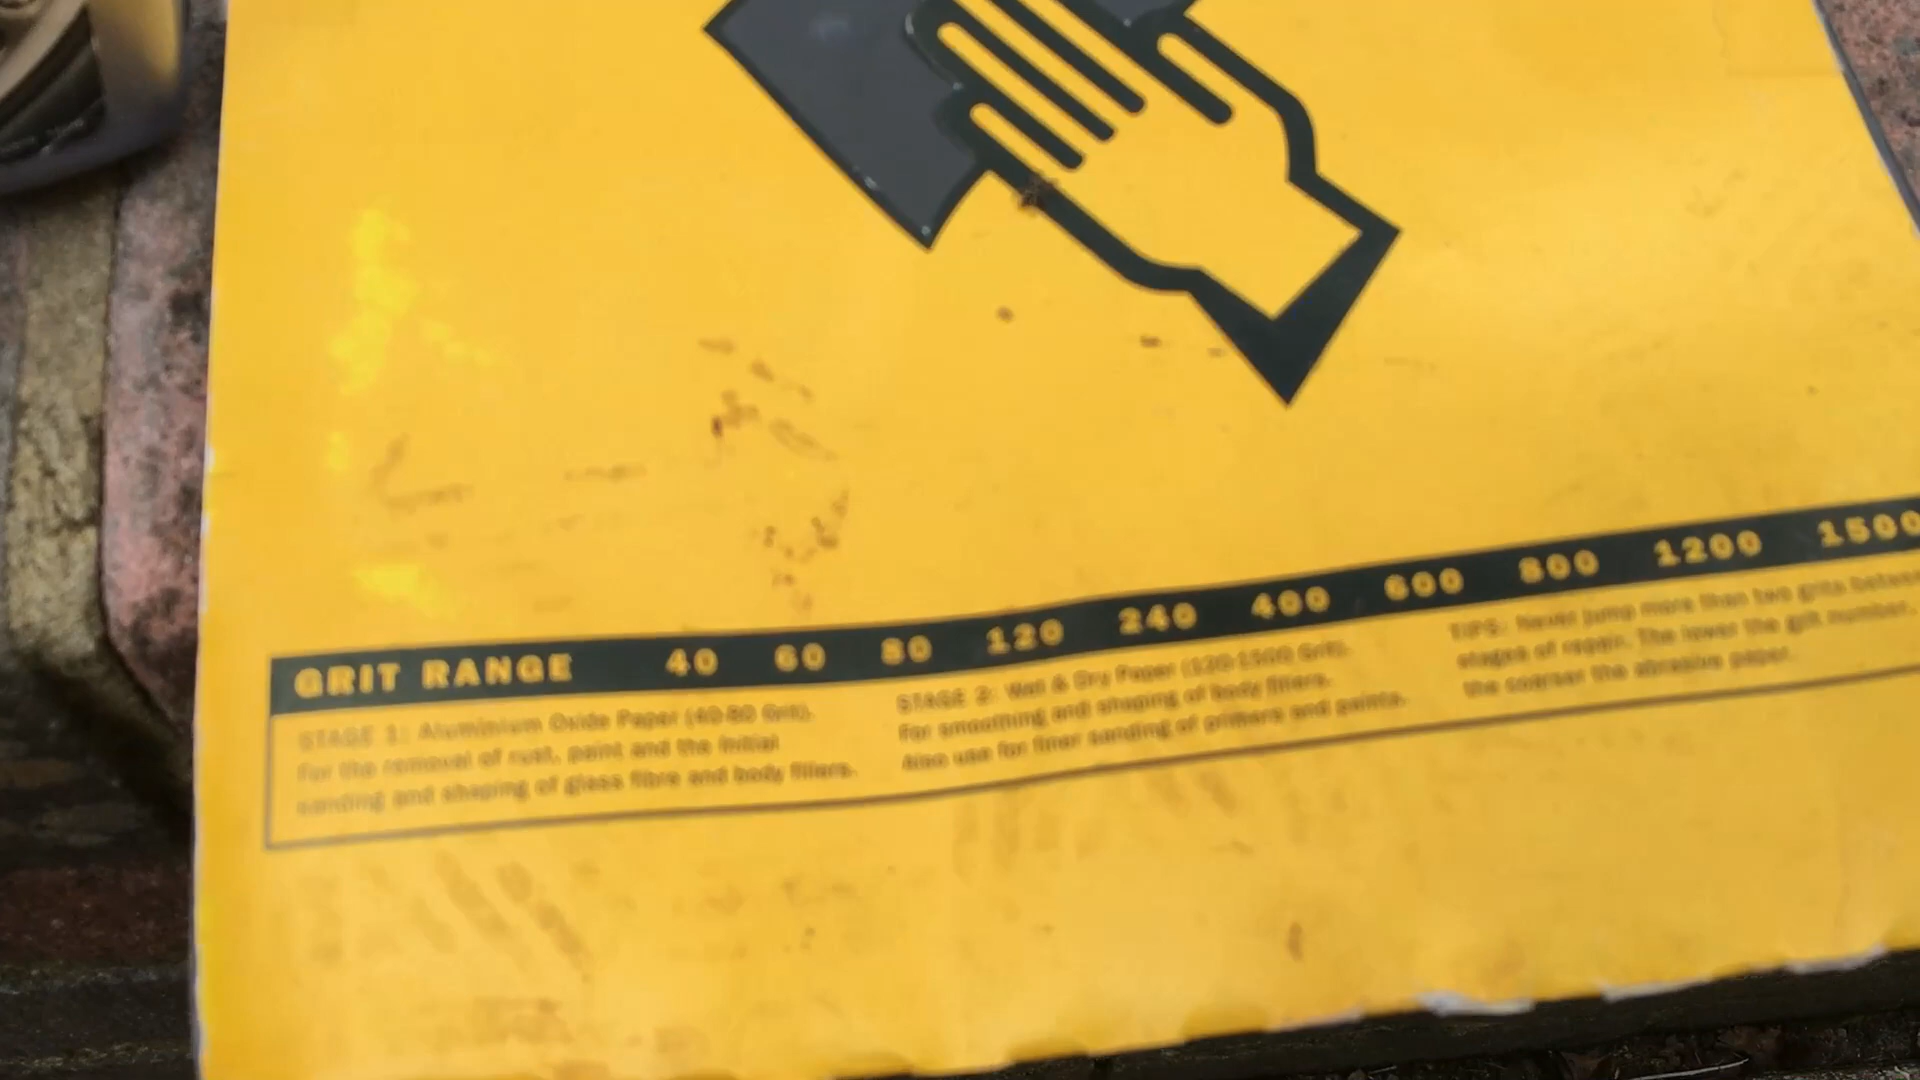 GRIT RANGE 40 60 80 120 240 400 600 800 1200 1500
STAGE 1: Aluminium Oxide Paper (40-80 Grit).
For the removal of rust, paint and the initial
sanding and shaping of glass fibre and body fillers.
STAGE 2: Wet & Dry Paper (120-1500 Grit).
For smoothing and shaping of body fillers.
Also use for finer sanding of primers and paints.
TIPS: Never jump more than two grits between
stages of repair. The lower the grit number,
the coarser the abrasive paper.